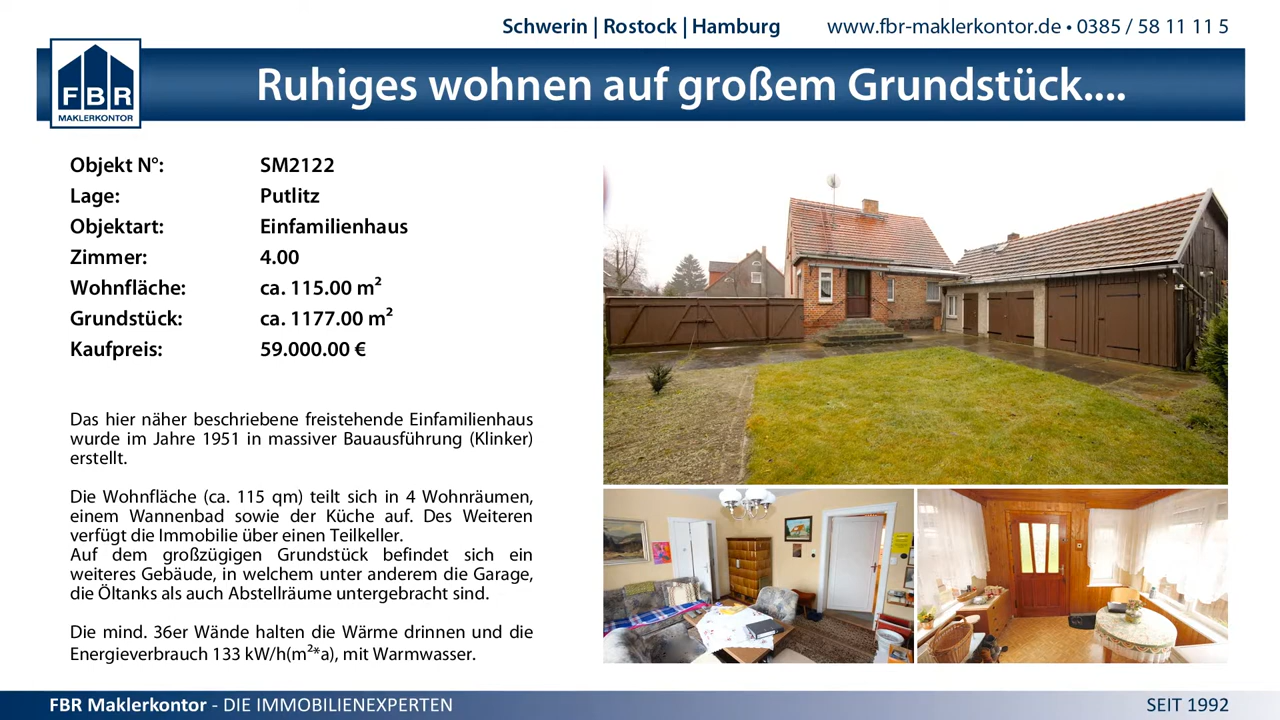 Schwerin | Rostock | Hamburg www.fbr-maklerkontor.de • 0385 / 58 11 11 5
FBR
MAKLERKONTOR
Ruhiges wohnen auf großem Grundstück....
Objekt N°: SM2122
Lage: Putlitz
Objektart: Einfamilienhaus
Zimmer: 4.00
Wohnfläche: ca. 115.00 m²
Grundstück: ca. 1177.00 m²
Kaufpreis: 59.000.00 €
Das hier näher beschriebene freistehende Einfamilienhaus
wurde im Jahre 1951 in massiver Bauausführung (Klinker)
erstellt.
Die Wohnfläche (ca. 115 qm) teilt sich in 4 Wohnräumen,
einem Wannenbad sowie der Küche auf. Des Weiteren
verfügt die Immobilie über einen Teilkeller.
Auf dem großzügigen Grundstück befindet sich ein
weiteres Gebäude, in welchem unter anderem die Garage,
die Öltanks als auch Abstellräume untergebracht sind.
Die mind. 36er Wände halten die Wärme drinnen und die
Energieverbrauch 133 kW/h(m²*a), mit Warmwasser.
FBR Maklerkontor - DIE IMMOBILIENEXPERTEN SEIT 1992